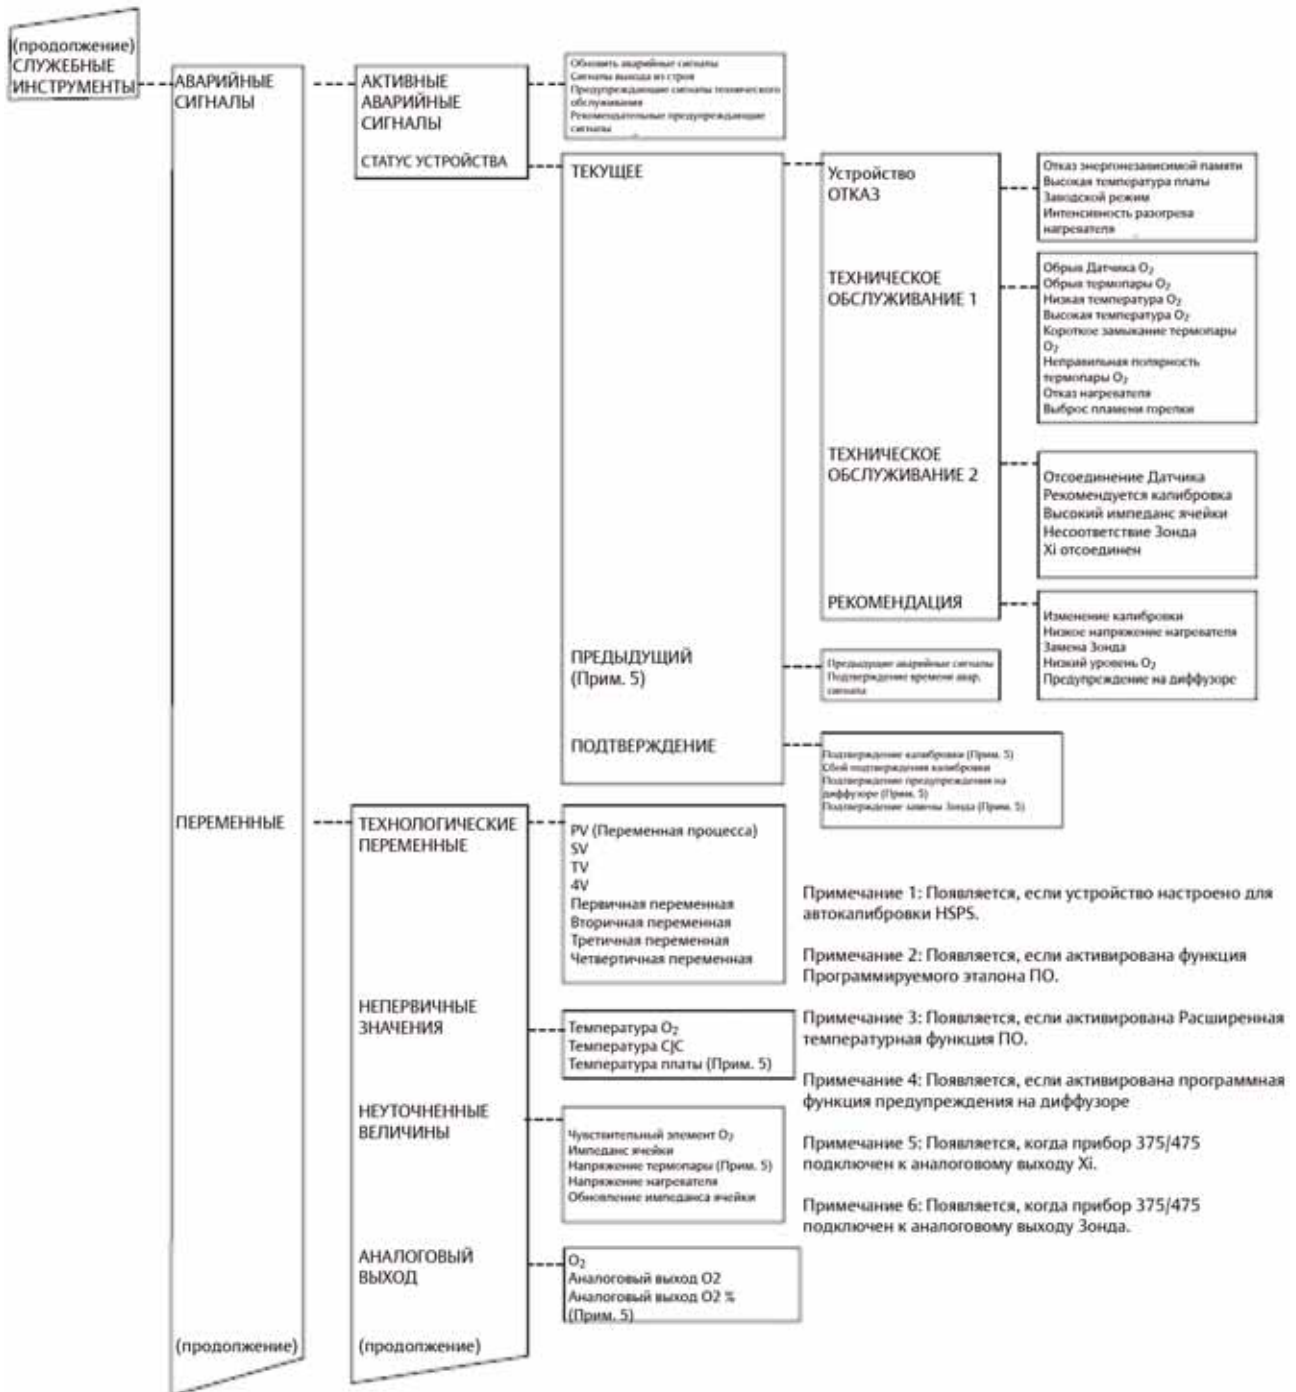 (продолжение)
СЛУЖЕБНЫЕ
ИНСТРУМЕНТЫ
АВАРИЙНЫЕ
СИГНАЛЫ
АКТИВНЫЕ
АВАРИЙНЫЕ
СИГНАЛЫ
Обновить аварийные сигналы
Сигналы выхода из строя
Предупреждающие сигналы технического
обслуживания
Рекомендательные предупреждающие
сигналы
СТАТУС УСТРОЙСТВА
ТЕКУЩЕЕ
Устройство
ОТКАЗ
Отказ энергонезависимой памяти
Высокая температура платы
Заводской режим
Интенсивность разогрева
нагревателя
ТЕХНИЧЕСКОЕ
ОБСЛУЖИВАНИЕ 1
Обрыв Датчика O₂
Обрыв термопары O₂
Низкая температура O₂
Высокая температура O₂
Короткое замыкание термопары
O₂
Неправильная полярность
термопары O₂
Отказ нагревателя
Выброс пламени горелки
ТЕХНИЧЕСКОЕ
ОБСЛУЖИВАНИЕ 2
Отсоединение Датчика
Рекомендуется калибровка
Высокий импеданс ячейки
Несоответствие Зонда
Xi отсоединен
РЕКОМЕНДАЦИЯ
Изменение калибровки
Низкое напряжение нагревателя
Замена Зонда
Низкий уровень O₂
Предупреждение на диффузоре
ПРЕДЫДУЩИЙ
(Прим. 5)
Предыдущие аварийные сигналы
Подтверждение времени авар.
сигнала
ПОДТВЕРЖДЕНИЕ
Подтверждение калибровки (Прим. 5)
Сбой подтверждения калибровки
Подтверждение предупреждения на
диффузоре (Прим. 5)
Подтверждение замены Зонда (Прим. 5)
ПЕРЕМЕННЫЕ
ТЕХНОЛОГИЧЕСКИЕ
ПЕРЕМЕННЫЕ
PV (Переменная процесса)
SV
TV
4V
Первичная переменная
Вторичная переменная
Третичная переменная
Четвертичная переменная
НЕПЕРВИЧНЫЕ
ЗНАЧЕНИЯ
Температура O₂
Температура CJC
Температура платы (Прим. 5)
НЕУТОЧНЕННЫЕ
ВЕЛИЧИНЫ
Чувствительный элемент O₂
Импеданс ячейки
Напряжение термопары (Прим. 5)
Напряжение нагревателя
Обновление импеданса ячейки
АНАЛОГОВЫЙ
ВЫХОД
O₂
Аналоговый выход O2
Аналоговый выход O2 %
(Прим. 5)
(продолжение)
(продолжение)
Примечание 1: Появляется, если устройство настроено для
автокалибровки HSPS.
Примечание 2: Появляется, если активирована функция
Программируемого эталона ПО.
Примечание 3: Появляется, если активирована Расширенная
температурная функция ПО.
Примечание 4: Появляется, если активирована программная
функция предупреждения на диффузоре
Примечание 5: Появляется, когда прибор 375/475
подключен к аналоговому выходу Xi.
Примечание 6: Появляется, когда прибор 375/475
подключен к аналоговому выходу Зонда.